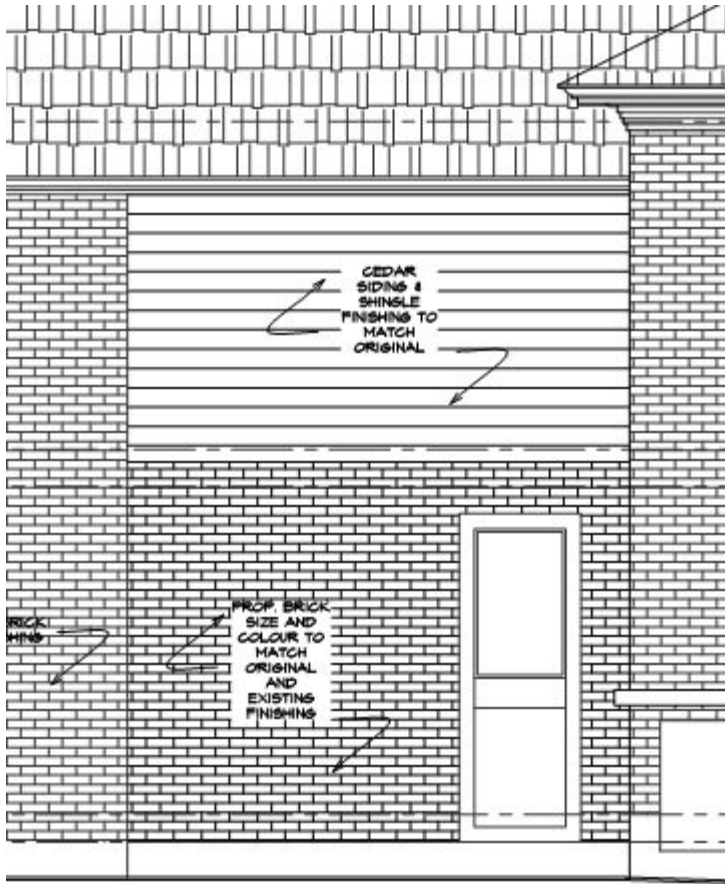 CEDAR
SIDING &
SHINGLE
FINISHING TO
MATCH
ORIGINAL
PROP. BRICK
SIZE AND
COLOUR TO
MATCH
ORIGINAL
AND
EXISTING
FINISHING